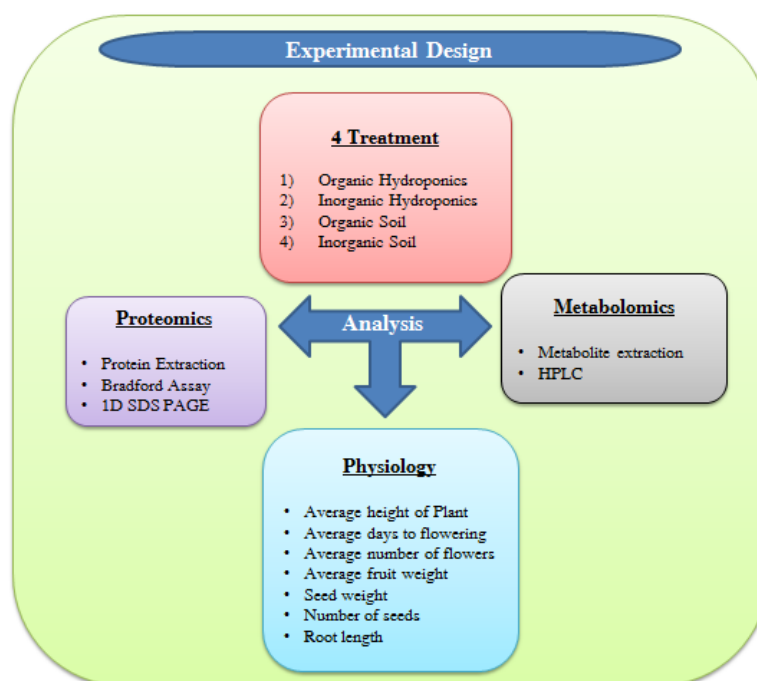 Experimental Design
4 Treatment
1) Organic Hydroponics
2) Inorganic Hydroponics
3) Organic Soil
4) Inorganic Soil
Analysis
Proteomics
• Protein Extraction
• Bradford Assay
• 1D SDS PAGE
Metabolomics
• Metabolite extraction
• HPLC
Physiology
• Average height of Plant
• Average days to flowering
• Average number of flowers
• Average fruit weight
• Seed weight
• Number of seeds
• Root length